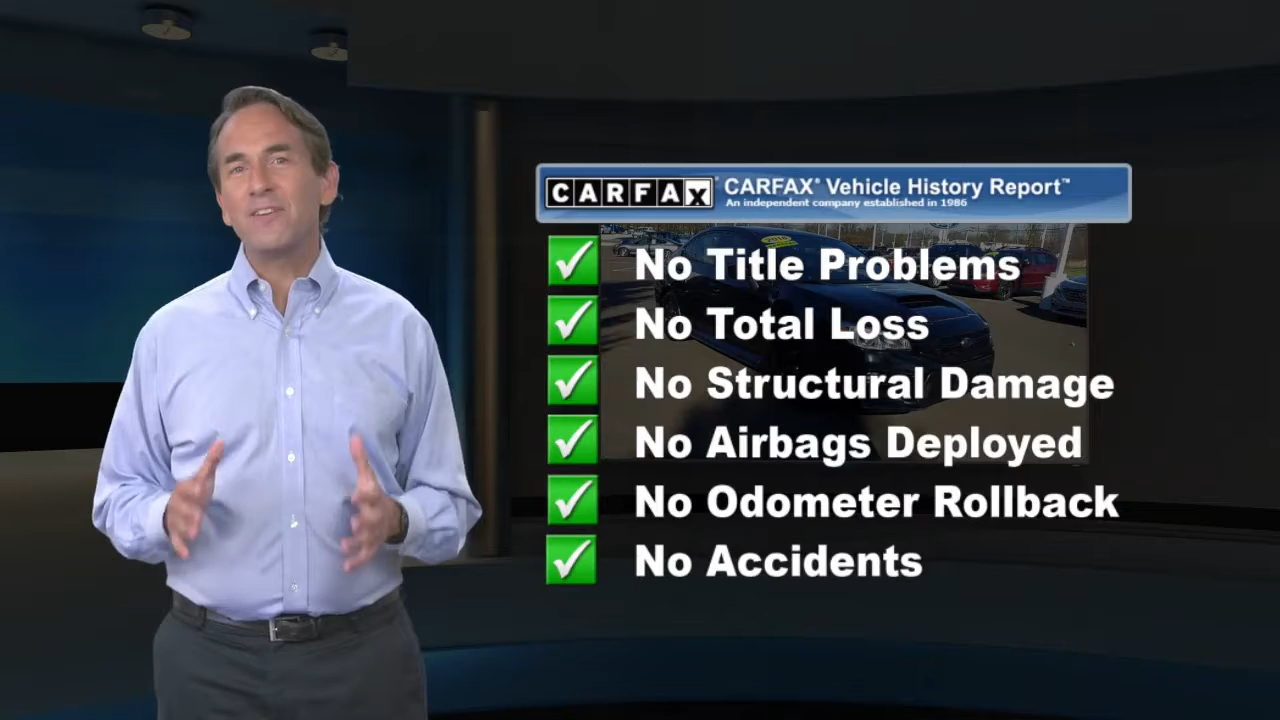 CARFAX
CARFAX® Vehicle History Report™
An independent company established in 1986
No Title Problems
No Total Loss
No Structural Damage
No Airbags Deployed
No Odometer Rollback
No Accidents